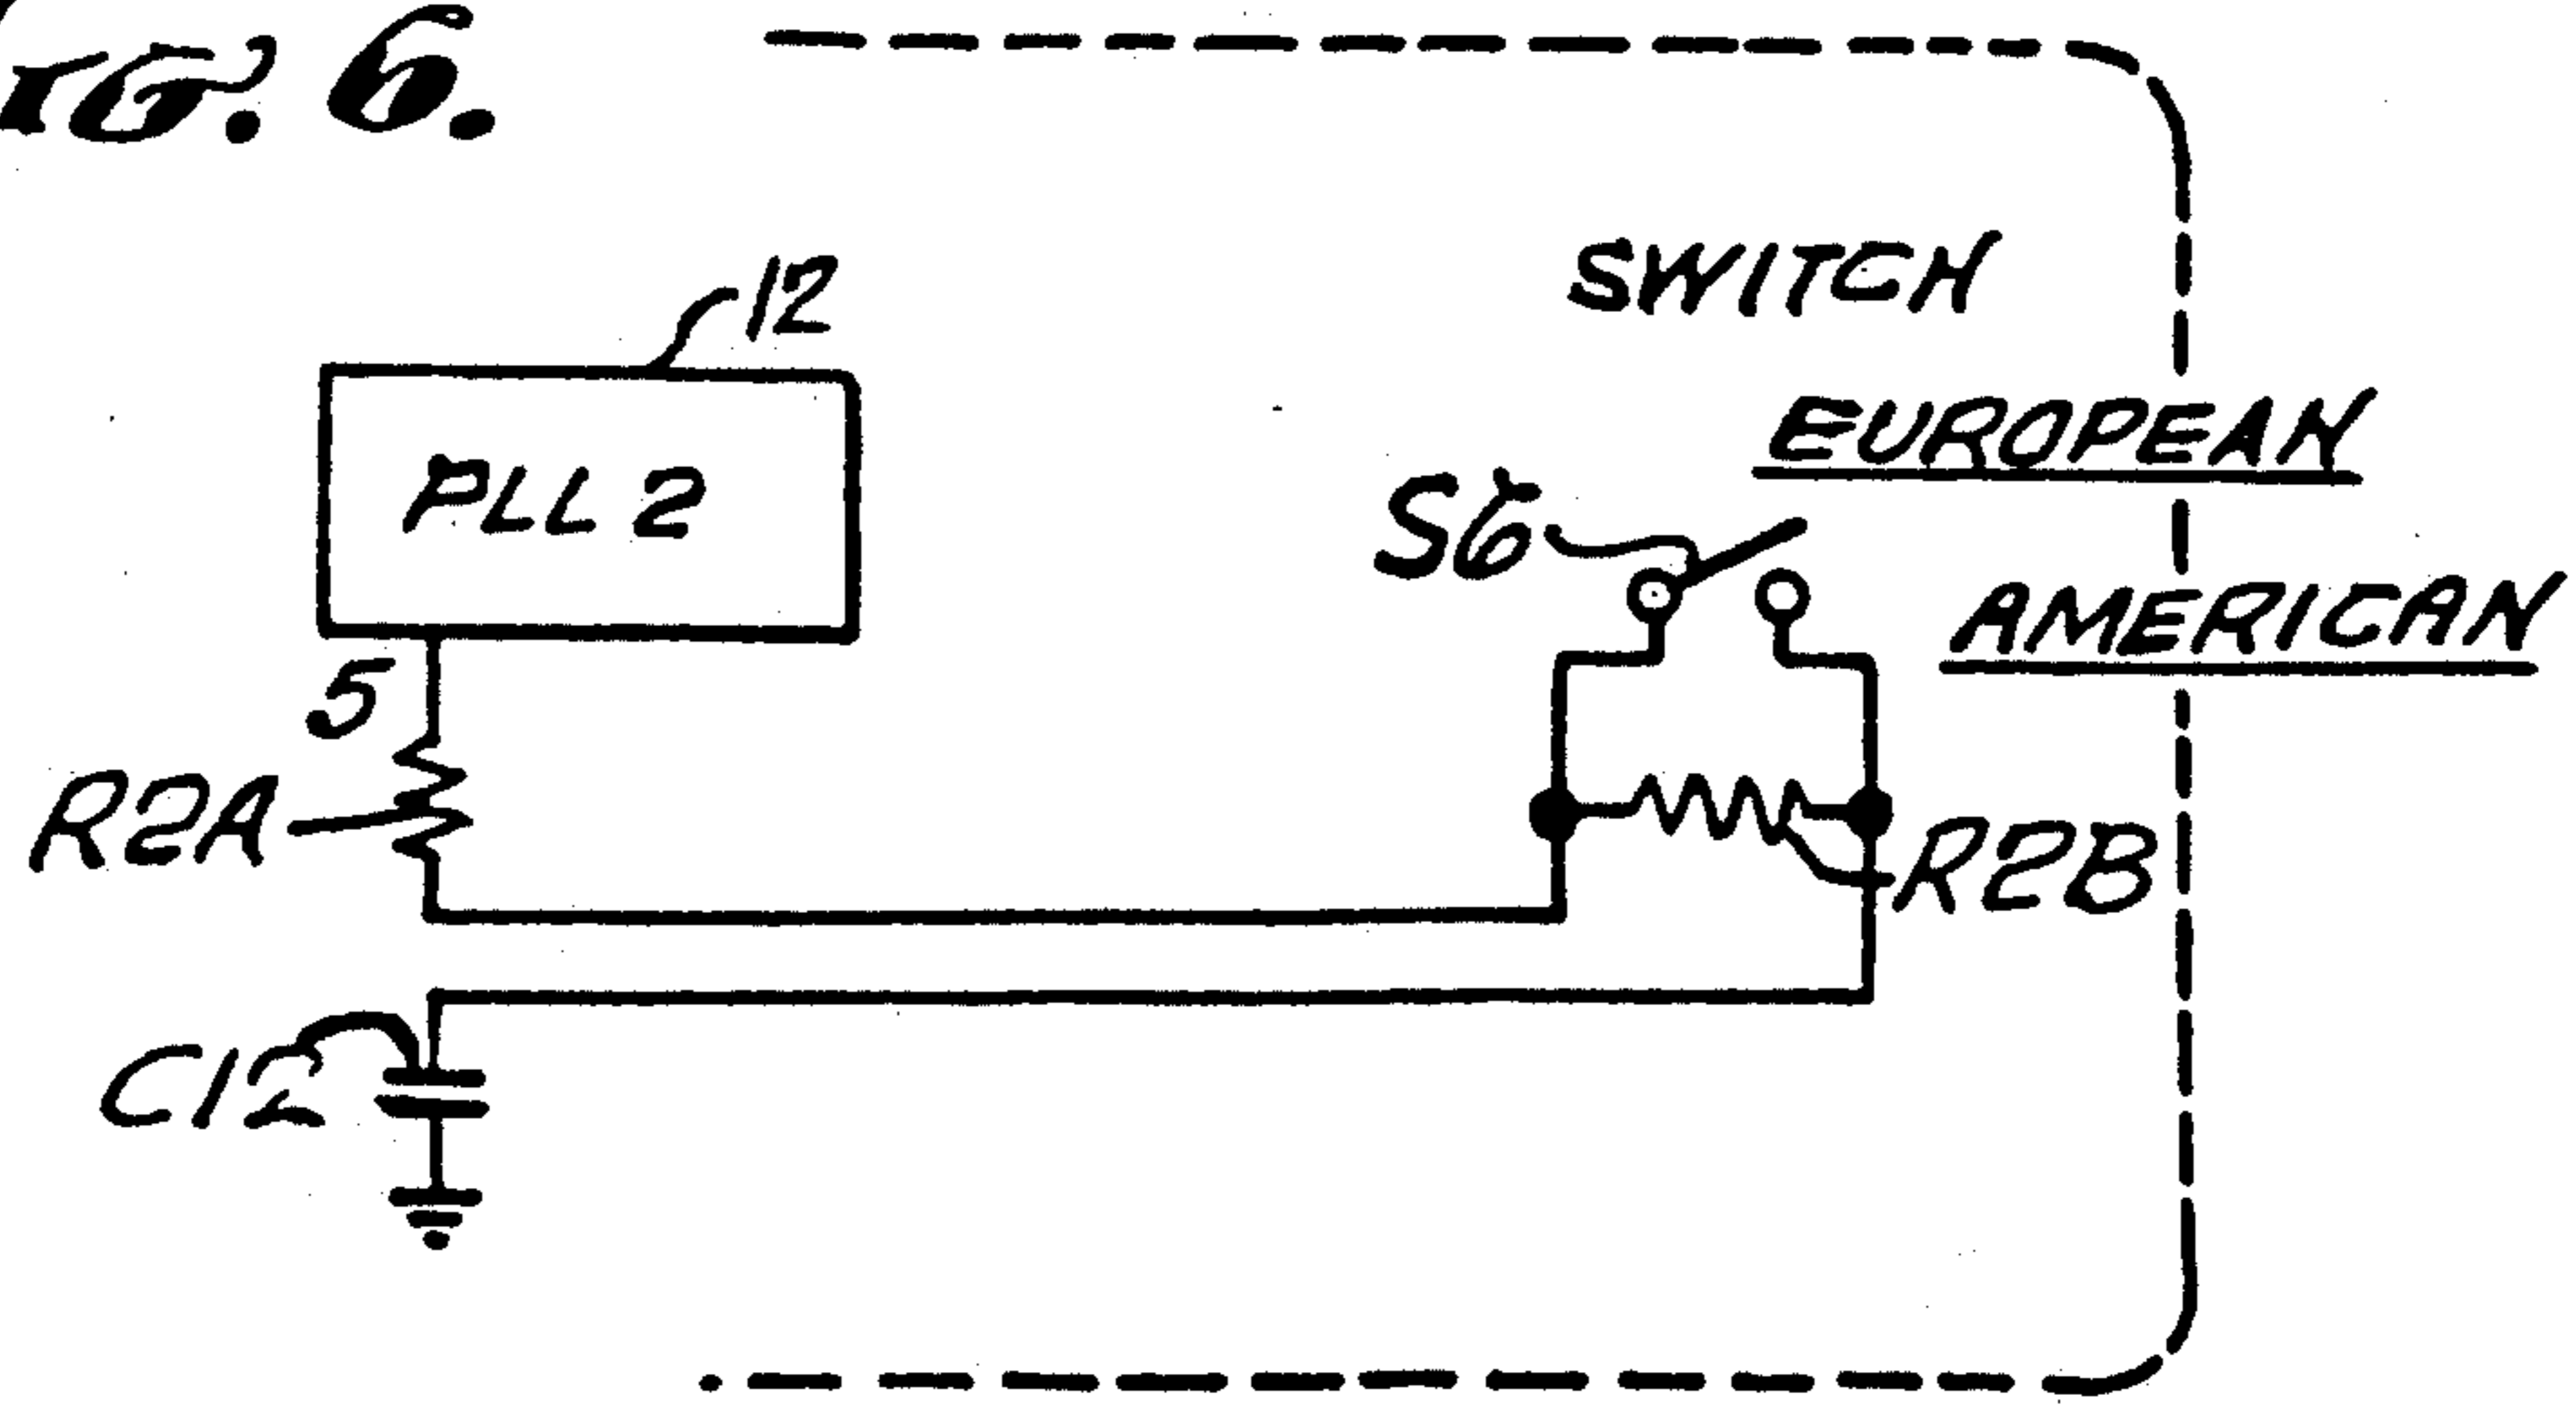 FIG. 6.
12
SWITCH
EUROPEAN
PLL 2
S6
AMERICAN
5
R2A
R2B
C12